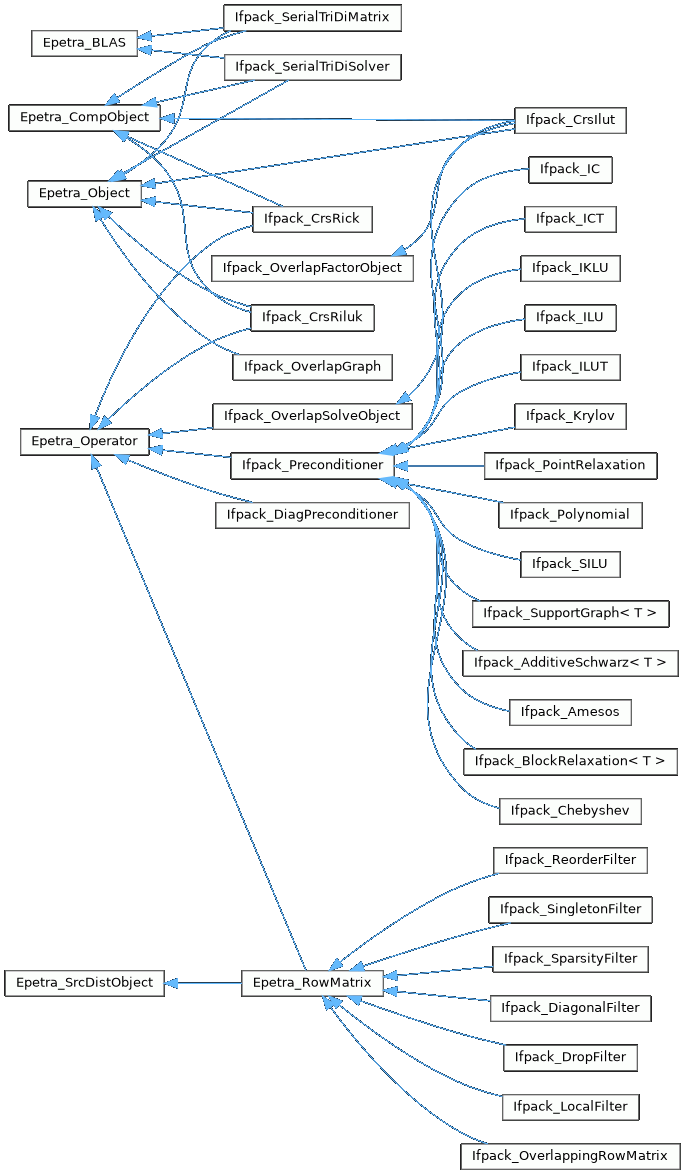 Ifpack_SerialTriDiMatrix
Epetra_BLAS
Ifpack_SerialTriDiSolver
Epetra_CompObject
Ifpack_CrsIlut
Ifpack_IC
Epetra_Object
Ifpack_CrsRick
Ifpack_ICT
Ifpack_OverlapFactorObject
Ifpack_IKLU
Ifpack_CrsRiluk
Ifpack_ILU
Ifpack_OverlapGraph
Ifpack_ILUT
Ifpack_OverlapSolveObject
Ifpack_Krylov
Epetra_Operator
Ifpack_Preconditioner
Ifpack_PointRelaxation
Ifpack_DiagPreconditioner
Ifpack_Polynomial
Ifpack_SILU
Ifpack_SupportGraph< T >
Ifpack_AdditiveSchwarz< T >
Ifpack_Amesos
Ifpack_BlockRelaxation< T >
Ifpack_Chebyshev
Ifpack_ReorderFilter
Ifpack_SingletonFilter
Ifpack_SparsityFilter
Epetra_SrcDistObject
Epetra_RowMatrix
Ifpack_DiagonalFilter
Ifpack_DropFilter
Ifpack_LocalFilter
Ifpack_OverlappingRowMatrix